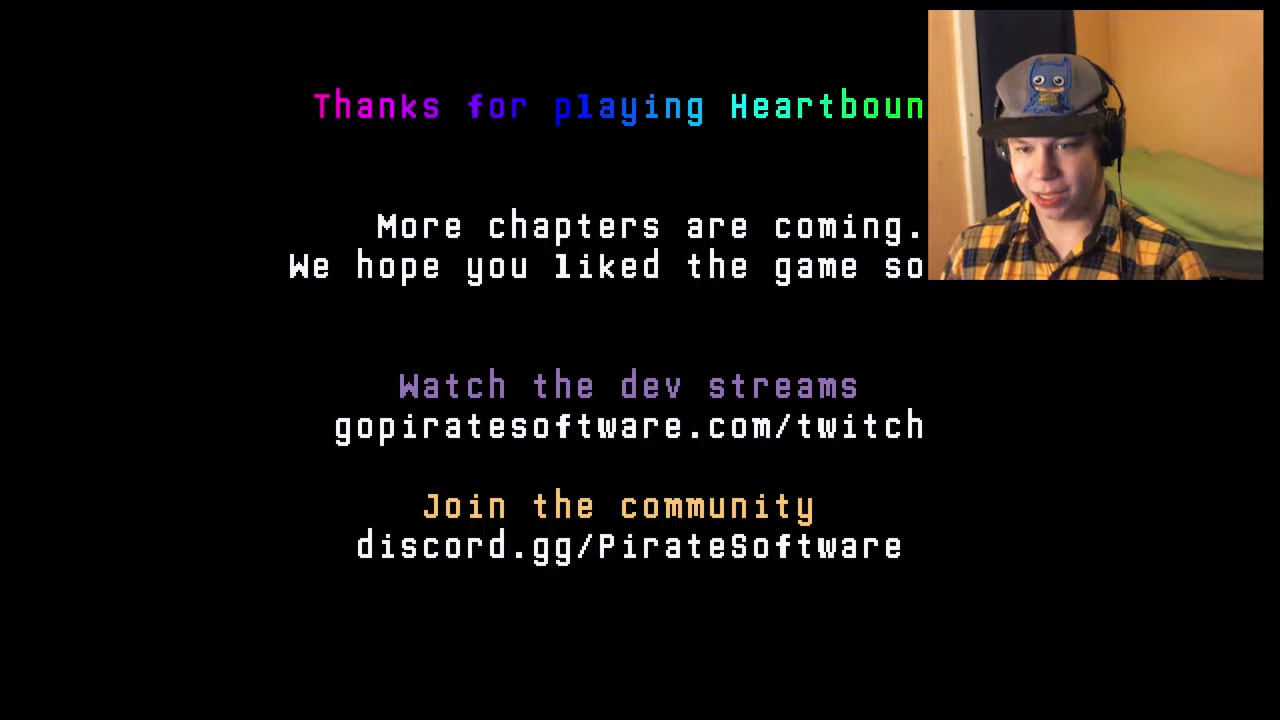 Thanks for playing Heartboun
More chapters are coming.
We hope you liked the game so
Watch the dev streams
gopiratesoftware.com/twitch
Join the community
discord.gg/PirateSoftware